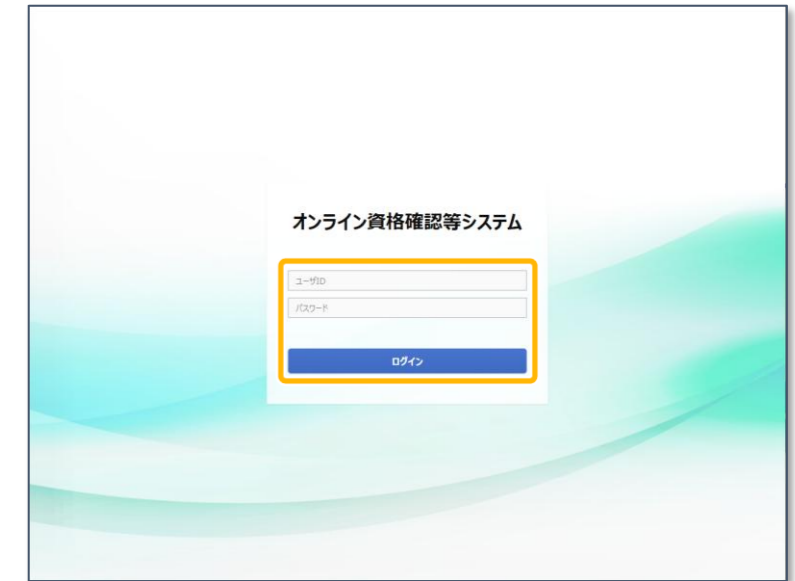 オンライン資格確認等システム
ユーザID
パスワード
ログイン